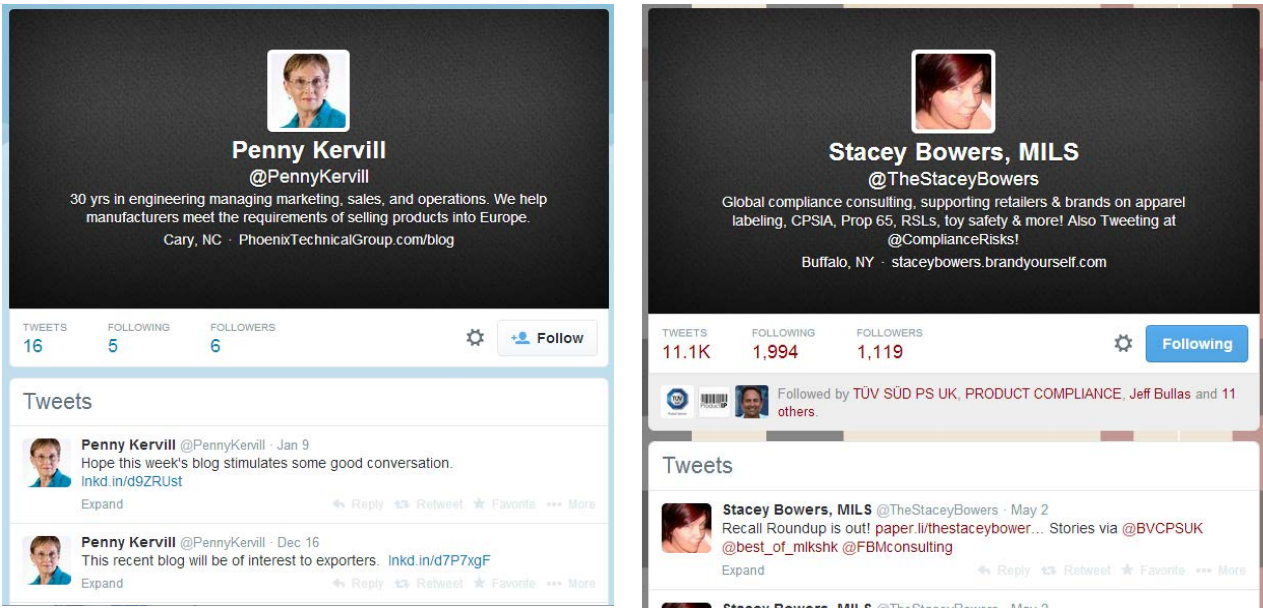 Penny Kervill
@PennyKervill
30 yrs in engineering managing marketing, sales, and operations. We help
manufacturers meet the requirements of selling products into Europe.
Cary, NC · PhoenixTechnicalGroup.com/blog
TWEETS FOLLOWING FOLLOWERS
16 5 6
Follow
Tweets
Penny Kervill @PennyKervill · Jan 9
Hope this week's blog stimulates some good conversation.
lnkd.in/d9ZRUst
Expand Reply Retweet Favorite More
Penny Kervill @PennyKervill · Dec 16
This recent blog will be of interest to exporters. lnkd.in/d7P7xgF
Expand Reply Retweet Favorite More
Stacey Bowers, MILS
@TheStaceyBowers
Global compliance consulting, supporting retailers & brands on apparel
labeling, CPSIA, Prop 65, RSLs, toy safety & more! Also Tweeting at
@ComplianceRisks!
Buffalo, NY · staceybowers.brandyourself.com
TWEETS FOLLOWING FOLLOWERS
11.1K 1,994 1,119
Following
Followed by TÜV SÜD PS UK, PRODUCT COMPLIANCE, Jeff Bullas and 11
others.
Tweets
Stacey Bowers, MILS @TheStaceyBowers · May 2
Recall Roundup is out! paper.li/thestaceybower... Stories via @BVCPSUK
@best_of_mlkshk @FBMconsulting
Expand Reply Retweet Favorite More
Stacey Bowers, MILS @TheStaceyBowers · May 2